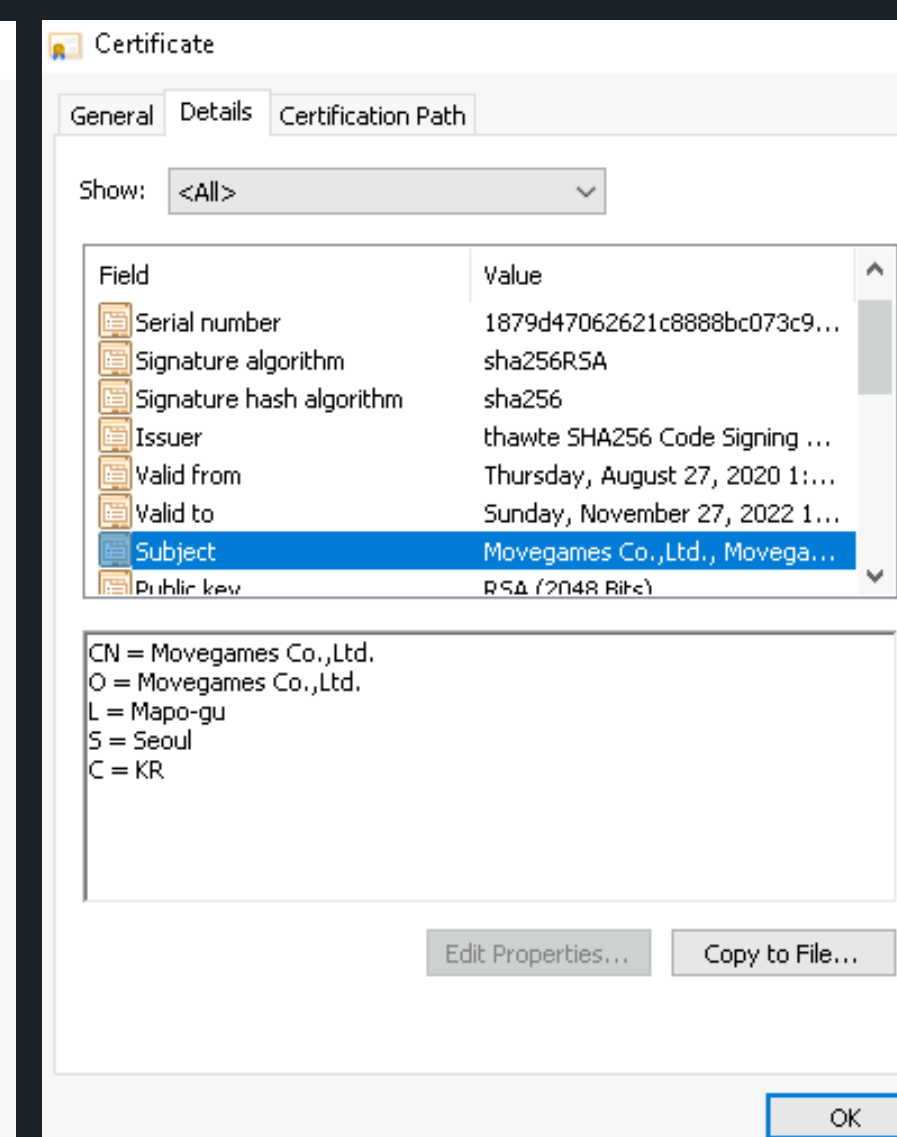 Certificate
General Details Certification Path
Show: <All>
Field Value
Serial number 1879d47062621c8888bc073c9...
Signature algorithm sha256RSA
Signature hash algorithm sha256
Issuer thawte SHA256 Code Signing ...
Valid from Thursday, August 27, 2020 1:...
Valid to Sunday, November 27, 2022 1...
Subject Movegames Co.,Ltd., Movega...
Public key RSA (2048 Bits)
CN = Movegames Co.,Ltd.
O = Movegames Co.,Ltd.
L = Mapo-gu
S = Seoul
C = KR
Edit Properties... Copy to File...
OK